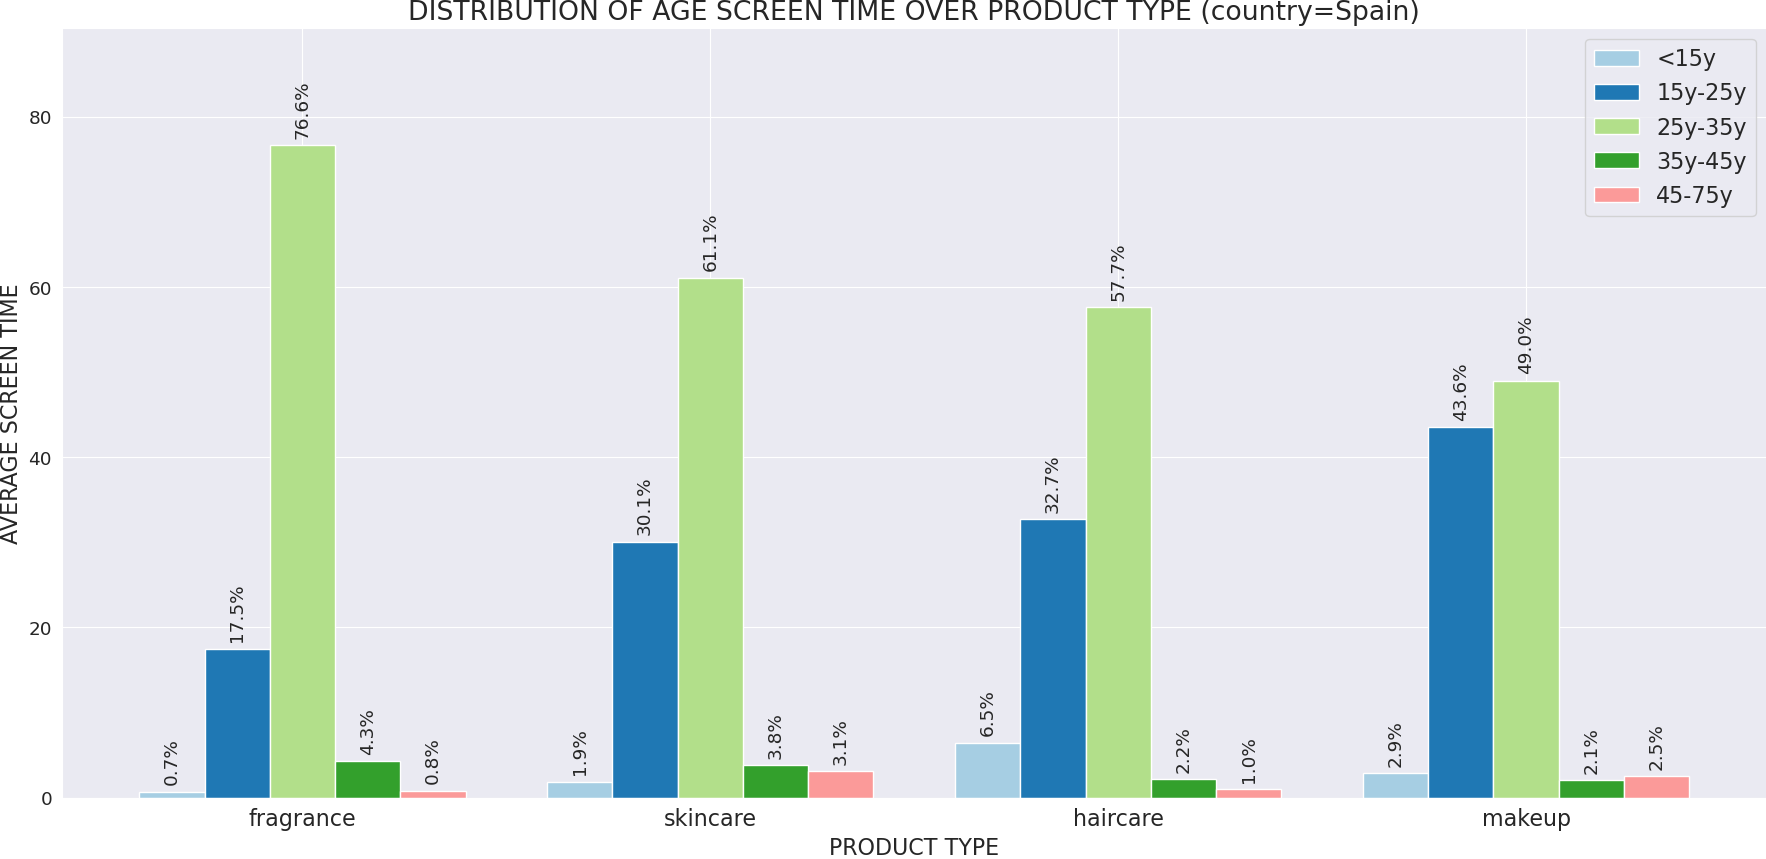 DISTRIBUTION OF AGE SCREEN TIME OVER PRODUCT TYPE (country=Spain)
<15y
15y-25y
25y-35y
35y-45y
45-75y
AVERAGE SCREEN TIME
80
60
40
20
0
0.7%
17.5%
76.6%
4.3%
0.8%
1.9%
30.1%
61.1%
3.8%
3.1%
6.5%
32.7%
57.7%
2.2%
1.0%
2.9%
43.6%
49.0%
2.1%
2.5%
fragrance
skincare
haircare
makeup
PRODUCT TYPE